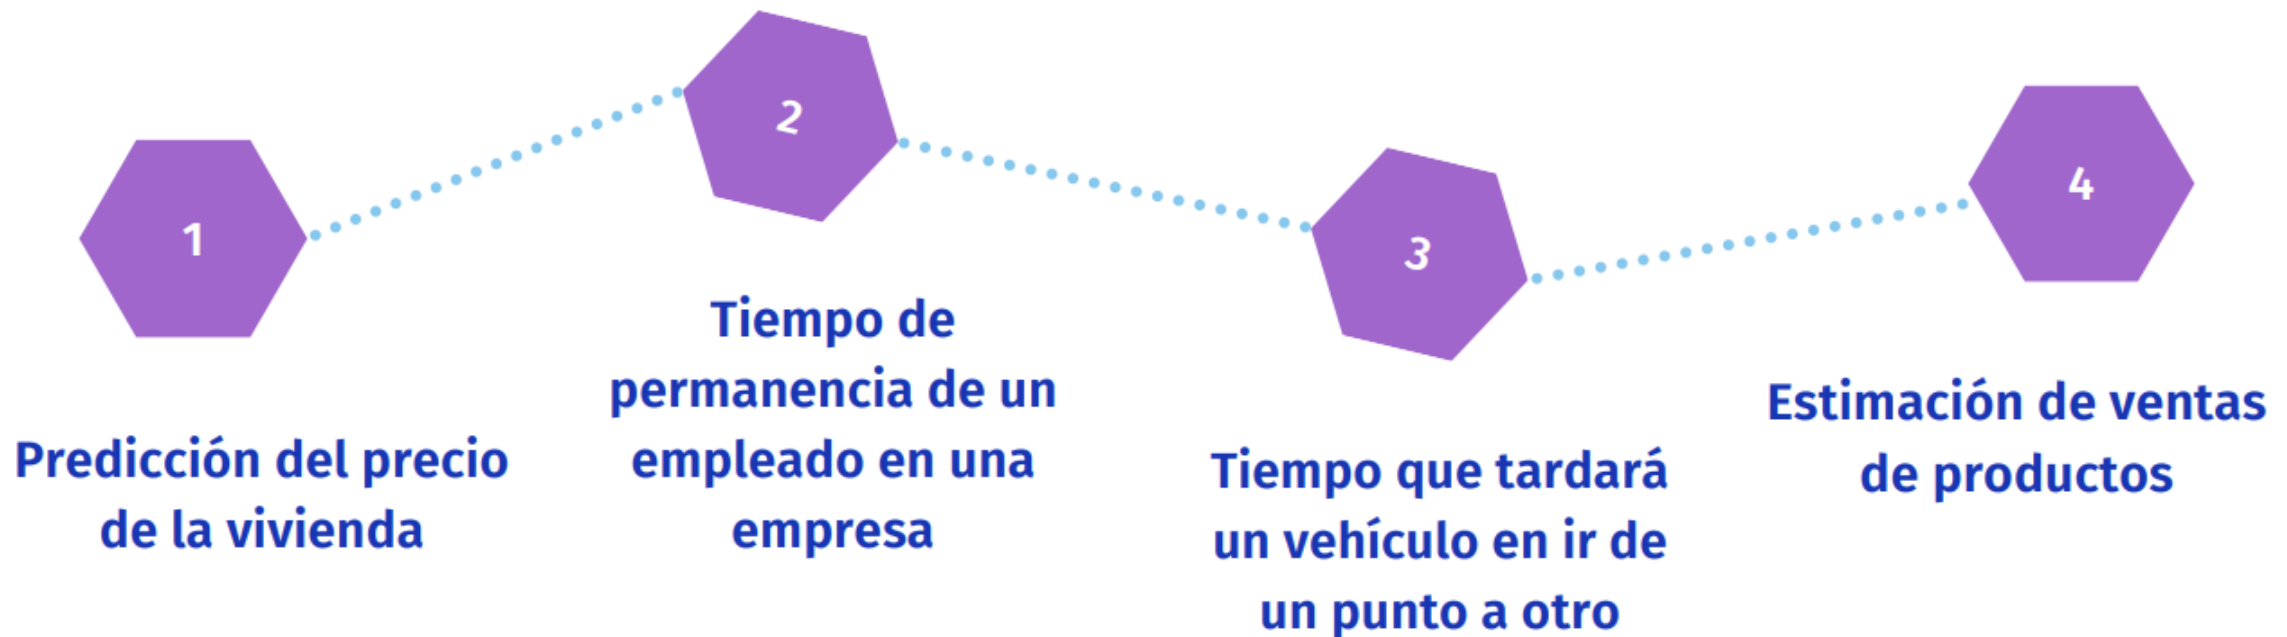 1
Predicción del precio
de la vivienda
2
Tiempo de
permanencia de un
empleado en una
empresa
3
Tiempo que tardará
un vehículo en ir de
un punto a otro
4
Estimación de ventas
de productos